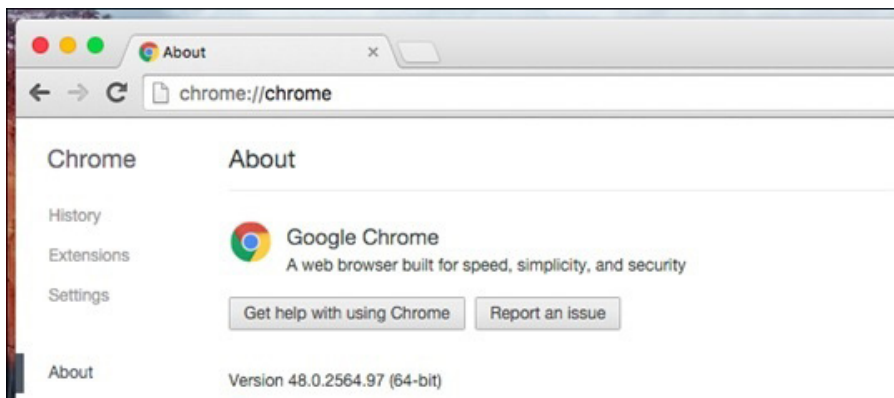 About
chrome://chrome
Chrome
About
History
Extensions
Settings
Google Chrome
A web browser built for speed, simplicity, and security
Get help with using Chrome
Report an issue
About
Version 48.0.2564.97 (64-bit)